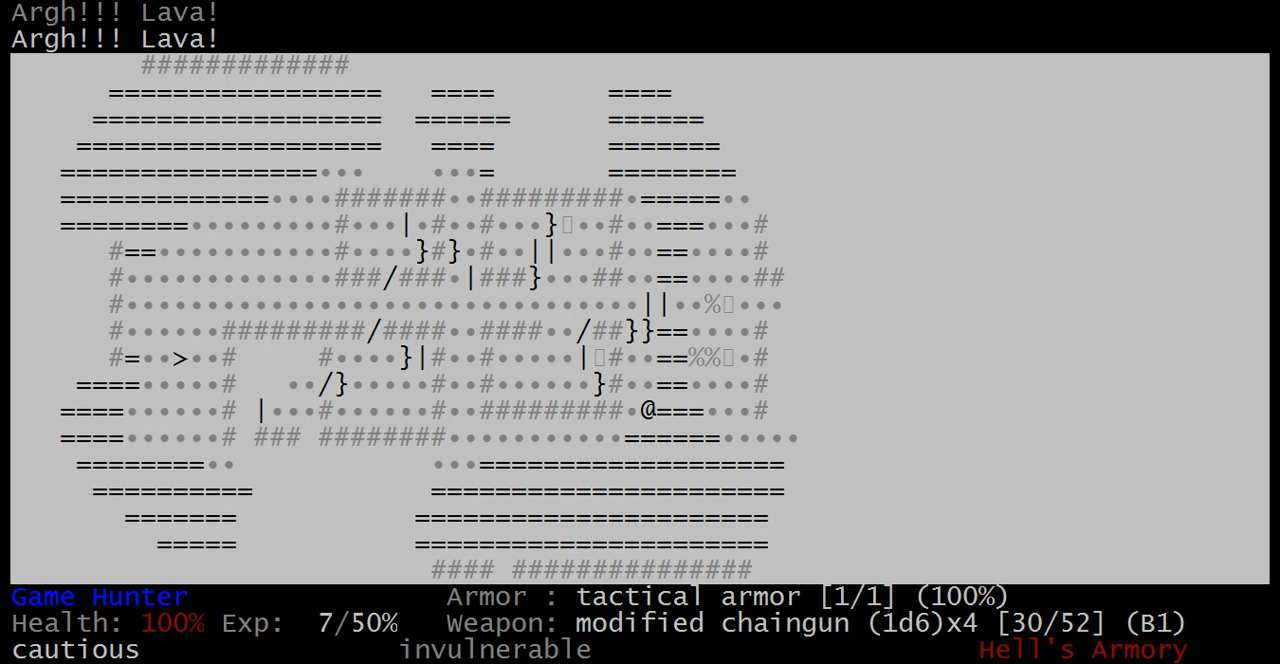 Argh!!! Lava!
Argh!!! Lava!
Game Hunter Armor : tactical armor [1/1] (100%)
Health: 100% Exp: 7/50% Weapon: modified chaingun (1d6)x4 [30/52] (B1)
cautious invulnerable Hell's Armory